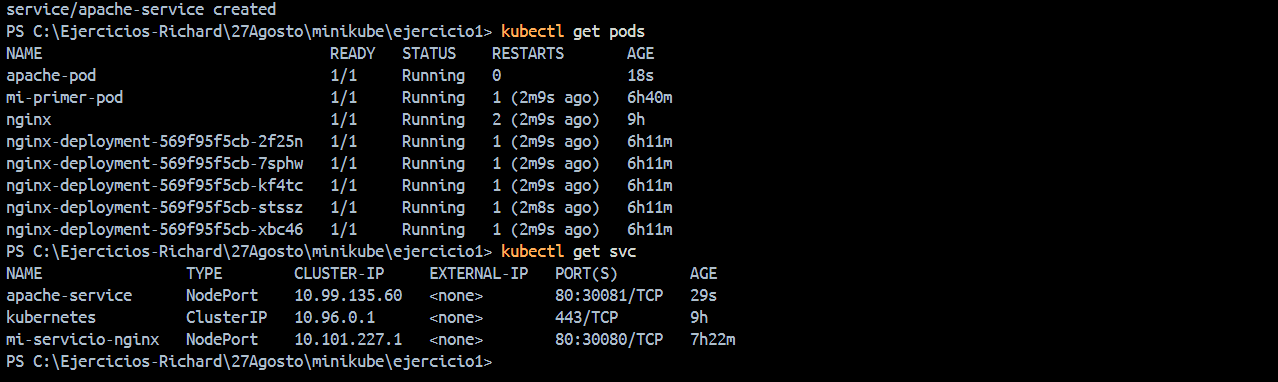 service/apache-service created
PS C:\Ejercicios-Richard\27Agosto\minikube\ejercicio1> kubectl get pods
NAME                                READY   STATUS    RESTARTS       AGE
apache-pod                          1/1     Running   0              18s
mi-primer-pod                       1/1     Running   1 (2m9s ago)   6h40m
nginx                               1/1     Running   2 (2m9s ago)   9h
nginx-deployment-569f95f5cb-2f25n   1/1     Running   1 (2m9s ago)   6h11m
nginx-deployment-569f95f5cb-7sphw   1/1     Running   1 (2m9s ago)   6h11m
nginx-deployment-569f95f5cb-kf4tc   1/1     Running   1 (2m9s ago)   6h11m
nginx-deployment-569f95f5cb-stssz   1/1     Running   1 (2m8s ago)   6h11m
nginx-deployment-569f95f5cb-xbc46   1/1     Running   1 (2m9s ago)   6h11m
PS C:\Ejercicios-Richard\27Agosto\minikube\ejercicio1> kubectl get svc
NAME                TYPE        CLUSTER-IP     EXTERNAL-IP   PORT(S)        AGE
apache-service      NodePort    10.99.135.60   <none>        80:30081/TCP   29s
kubernetes          ClusterIP   10.96.0.1      <none>        443/TCP        9h
mi-servicio-nginx   NodePort    10.101.227.1   <none>        80:30080/TCP   7h22m
PS C:\Ejercicios-Richard\27Agosto\minikube\ejercicio1>